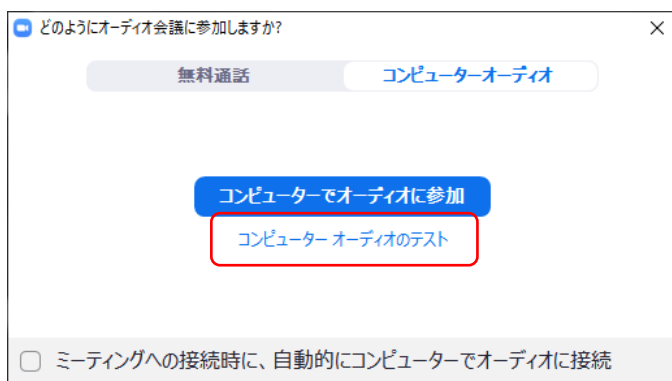 どのようにオーディオ会議に参加しますか?
無料通話 コンピューターオーディオ
コンピューターでオーディオに参加
コンピューター オーディオのテスト
ミーティングへの接続時に、自動的にコンピューターでオーディオに接続